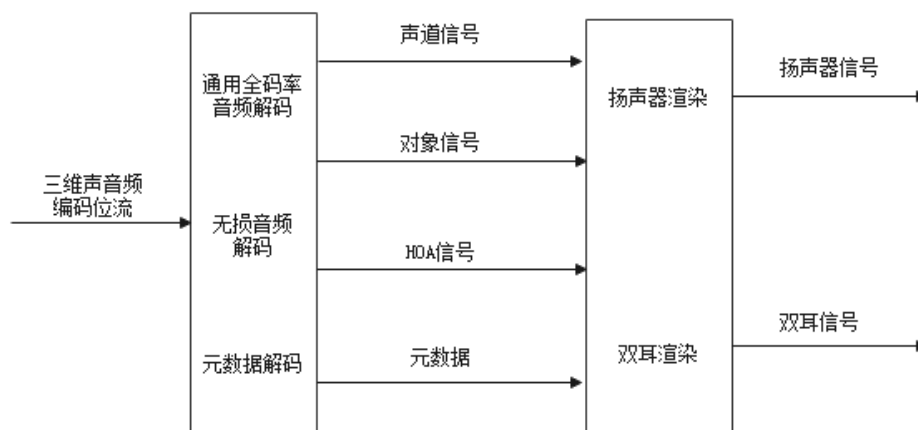 三维声音频
编码位流
通用全码率
音频解码
无损音频
解码
元数据解码
声道信号
对象信号
HOA信号
元数据
扬声器渲染
双耳渲染
扬声器信号
双耳信号